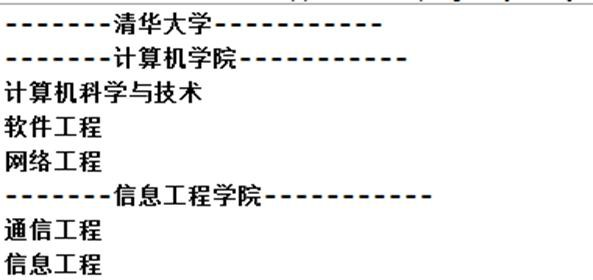 -------清华大学-----------
-------计算机学院-----------
计算机科学与技术
软件工程
网络工程
-------信息工程学院-----------
通信工程
信息工程